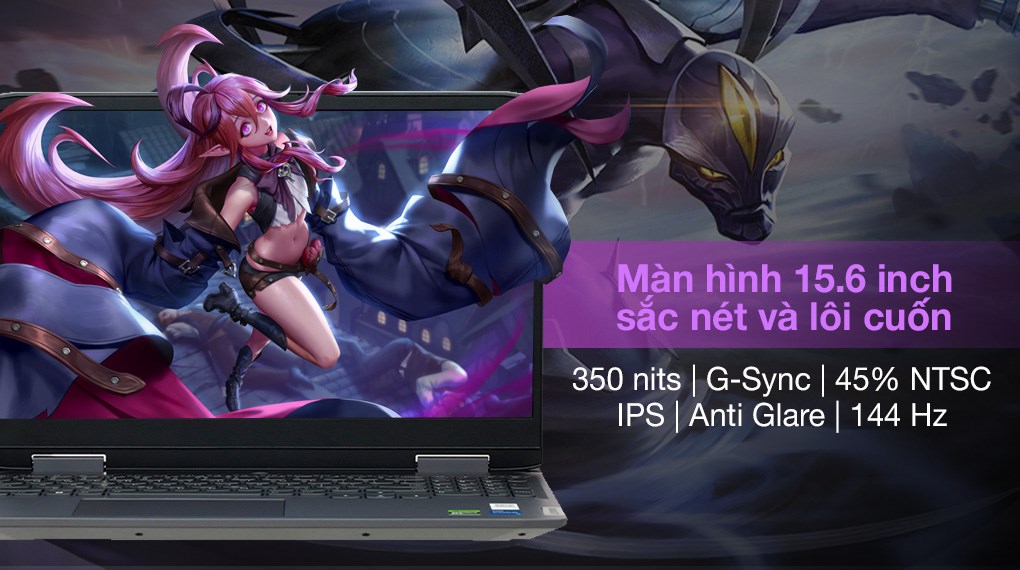 Màn hình 15.6 inch
sắc nét và lôi cuốn
350 nits | G-Sync | 45% NTSC
IPS | Anti Glare | 144 Hz